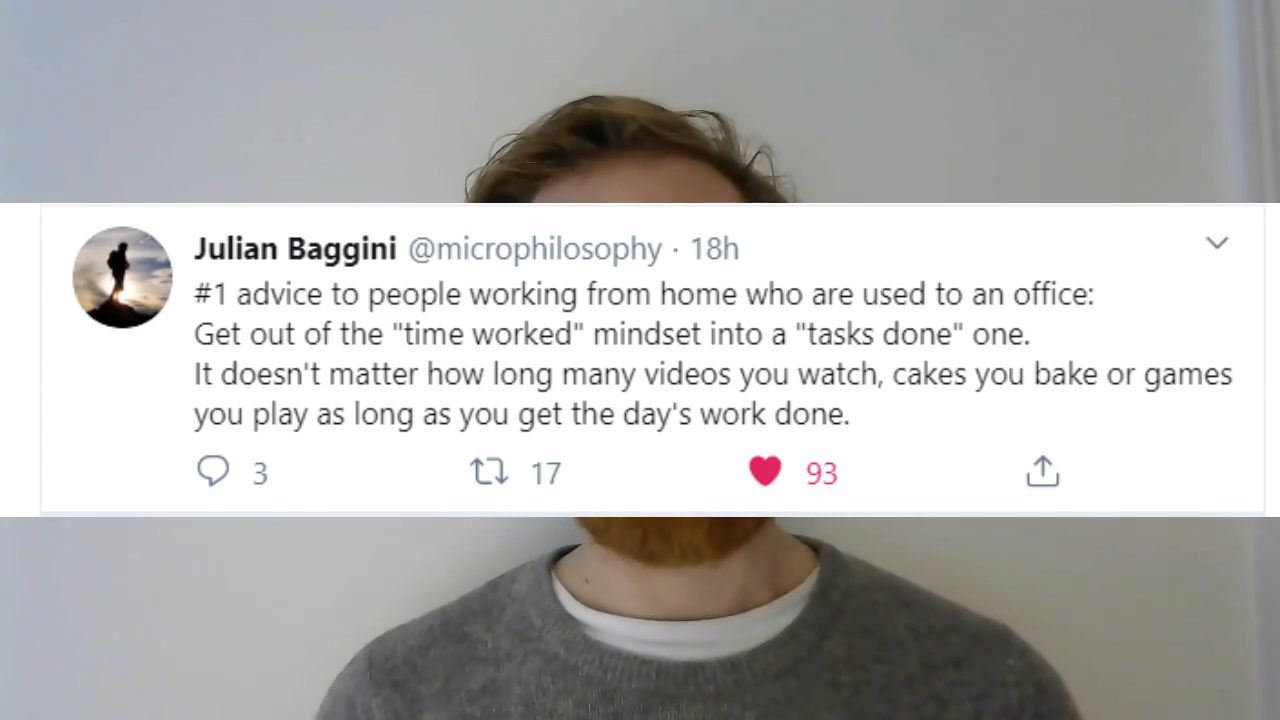 Julian Baggini @microphilosophy · 18h
#1 advice to people working from home who are used to an office:
Get out of the "time worked" mindset into a "tasks done" one.
It doesn't matter how long many videos you watch, cakes you bake or games
you play as long as you get the day's work done.
3 17 93